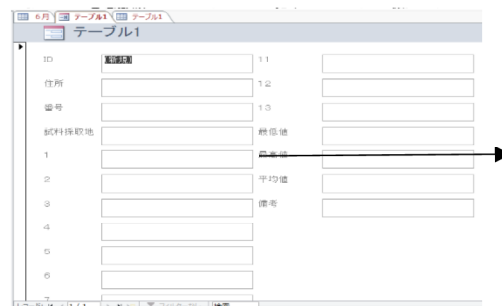 6月 テーブル1 テーブル1
テーブル1
ID (新規)
住所
番号
試料採取地
1
2
3
4
5
6
7
11
12
13
最低値
最高値
平均値
備考
検索